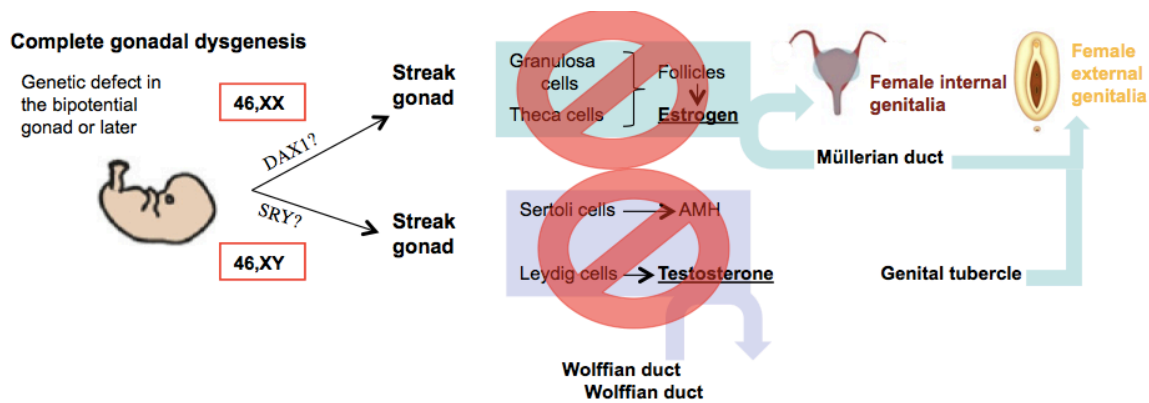 Complete gonadal dysgenesis
Genetic defect in
the bipotential
gonad or later
46,XX
DAX1?
SRY?
46,XY
Streak
gonad
Streak
gonad
Granulosa
cells
Theca cells
Follicles
Estrogen
Sertoli cells
AMH
Leydig cells
Testosterone
Wolffian duct
Wolffian duct
Female internal
genitalia
Female
external
genitalia
Müllerian duct
Genital tubercle